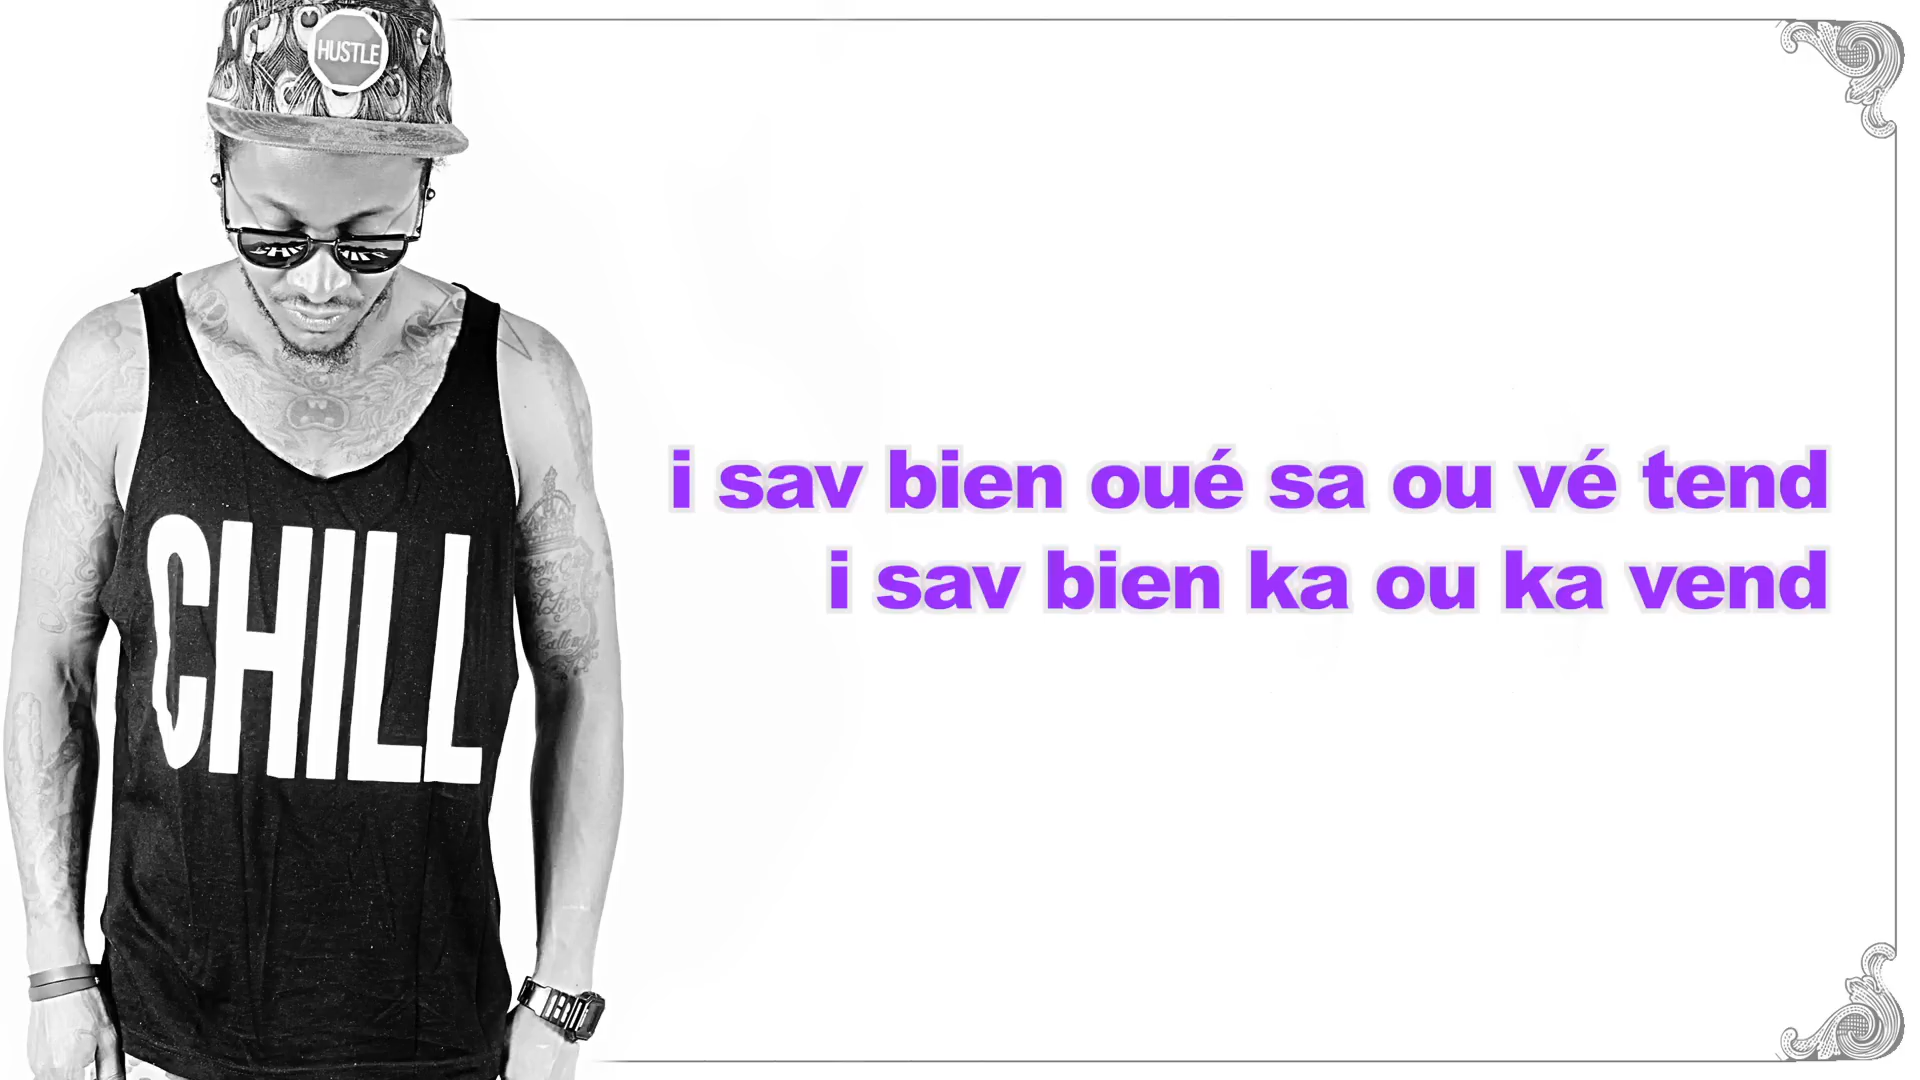 HUSTLE
CHILL
i sav bien oué sa ou vé tend
i sav bien ka ou ka vend